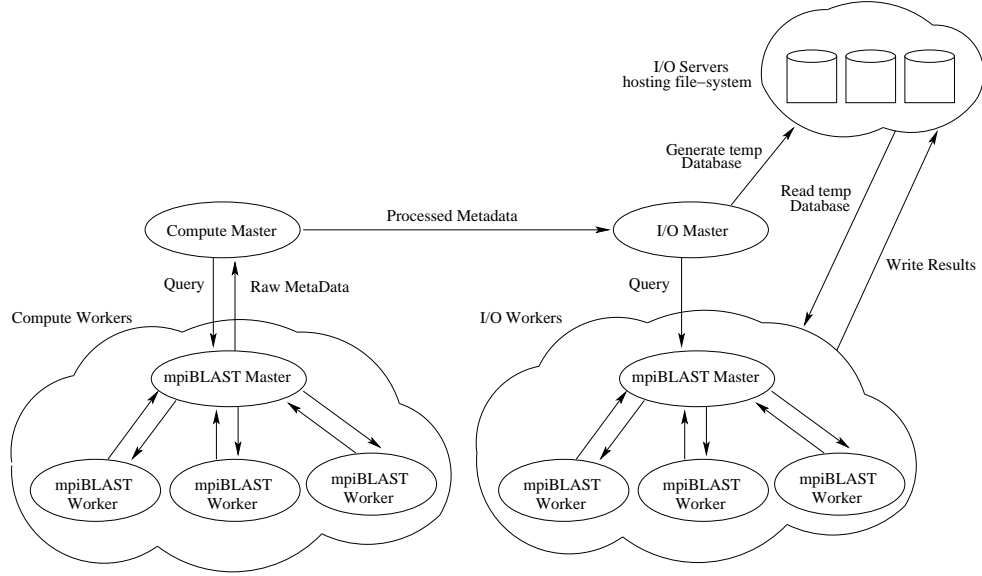 I/O Servers
hosting file−system
Generate temp
Database
Read temp
Database
Processed Metadata
Compute Master
I/O Master
Write Results
Query
Raw MetaData
Query
Compute Workers
I/O Workers
mpiBLAST Master
mpiBLAST Master
mpiBLAST
Worker
mpiBLAST
Worker
mpiBLAST
Worker
mpiBLAST
Worker
mpiBLAST
Worker
mpiBLAST
Worker